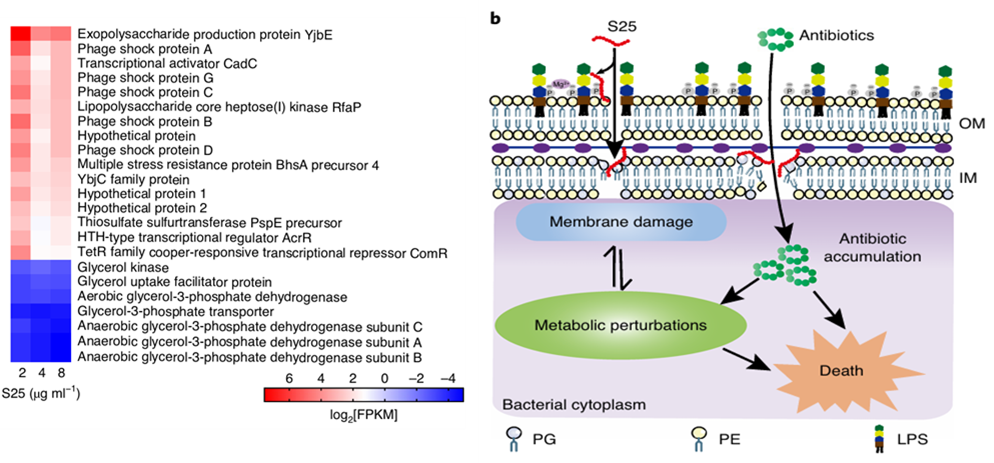 Exopolysaccharide production protein YjbE
Phage shock protein A
Transcriptional activator CadC
Phage shock protein G
Phage shock protein C
Lipopolysaccharide core heptose(I) kinase RfaP
Phage shock protein B
Hypothetical protein
Phage shock protein D
Multiple stress resistance protein BhsA precursor 4
YbjC family protein
Hypothetical protein 1
Hypothetical protein 2
Thiosulfate sulfurtransferase PspE precursor
HTH-type transcriptional regulator AcrR
TetR family cooper-responsive transcriptional repressor ComR
Glycerol kinase
Glycerol uptake facilitator protein
Aerobic glycerol-3-phosphate dehydrogenase
Glycerol-3-phosphate transporter
Anaerobic glycerol-3-phosphate dehydrogenase subunit C
Anaerobic glycerol-3-phosphate dehydrogenase subunit A
Anaerobic glycerol-3-phosphate dehydrogenase subunit B
2 4 8
S25 (μg ml⁻¹)
6 4 2 0 −2 −4
log₂[FPKM]
b
S25
Antibiotics
Mg²⁺
P P P P P P P P P P
OM
IM
Membrane damage
Antibiotic
accumulation
Metabolic perturbations
Death
Bacterial cytoplasm
PG
PE
LPS